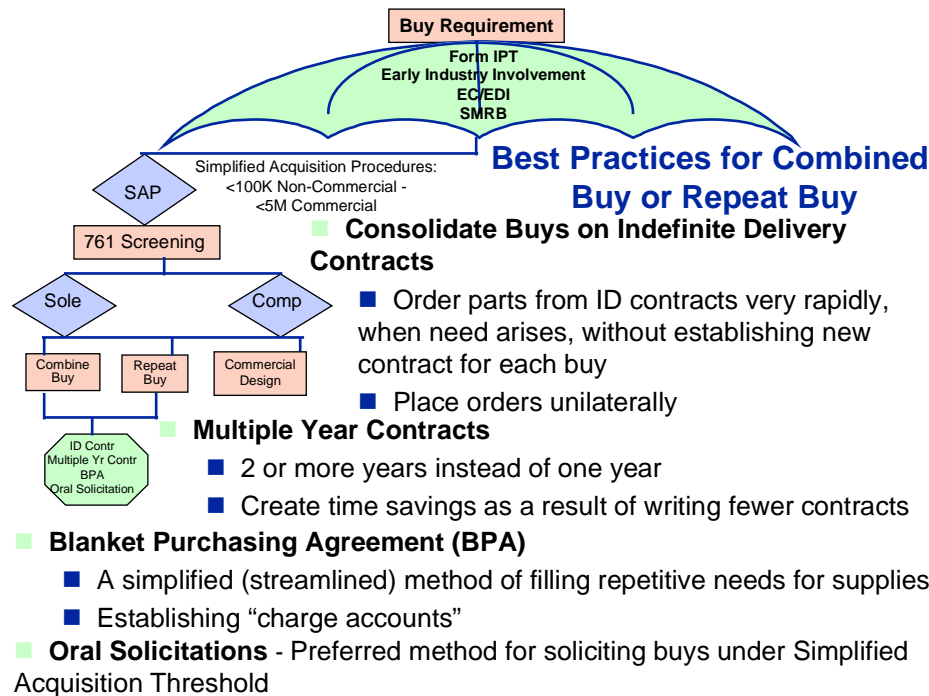 Buy Requirement
Form IPT
Early Industry Involvement
EC/EDI
SMRB
Best Practices for Combined
Buy or Repeat Buy
Simplified Acquisition Procedures:
<100K Non-Commercial -
<5M Commercial
SAP
761 Screening
Sole
Comp
Combine
Buy
Repeat
Buy
Commercial
Design
ID Contr
Multiple Yr Contr
BPA
Oral Solicitation
Consolidate Buys on Indefinite Delivery
Contracts
Order parts from ID contracts very rapidly,
when need arises, without establishing new
contract for each buy
Place orders unilaterally
Multiple Year Contracts
2 or more years instead of one year
Create time savings as a result of writing fewer contracts
Blanket Purchasing Agreement (BPA)
A simplified (streamlined) method of filling repetitive needs for supplies
Establishing “charge accounts”
Oral Solicitations - Preferred method for soliciting buys under Simplified
Acquisition Threshold